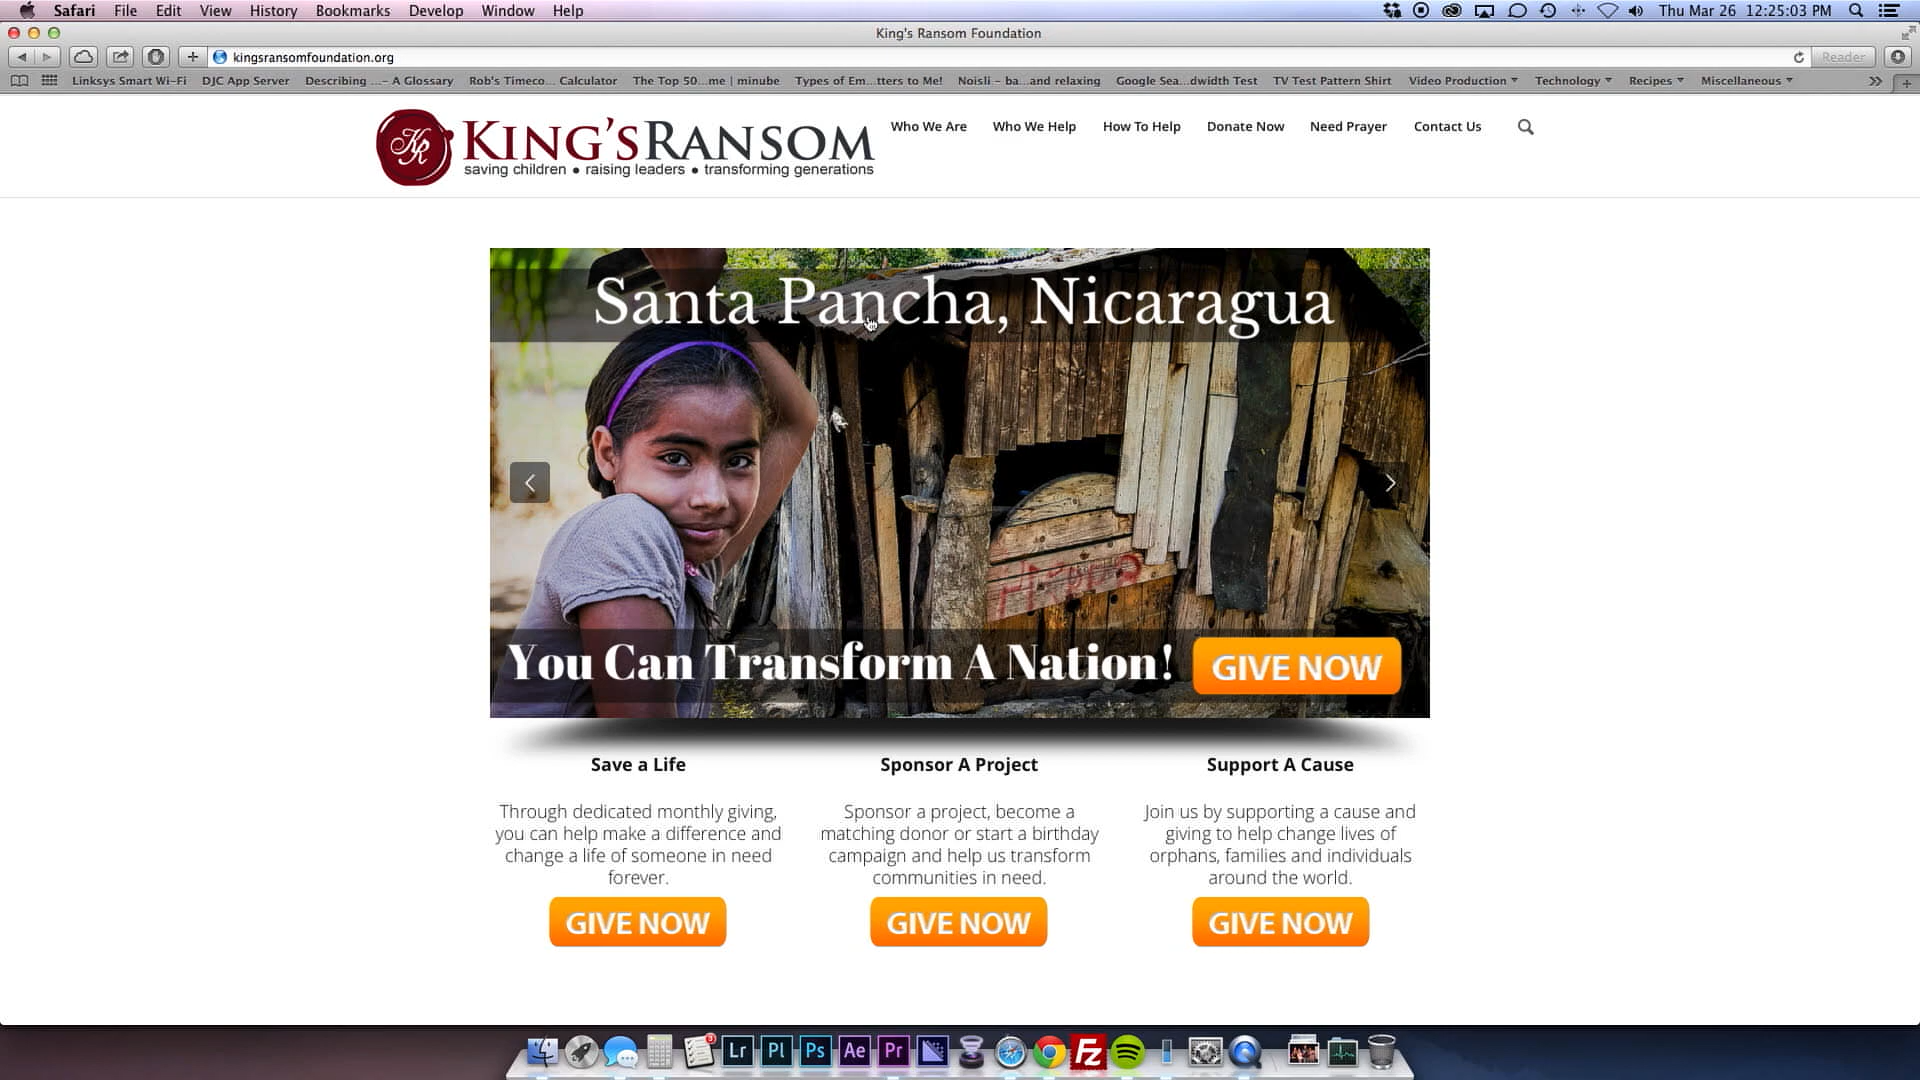 Safari File Edit View History Bookmarks Develop Window Help
Thu Mar 26 12:25:03 PM
King's Ransom Foundation
kingsransomfoundation.org
Reader
Linksys Smart Wi-Fi DJC App Server Describing ...- A Glossary Rob's Timeco... Calculator The Top 50...me | minube Types of Em...tters to Me! Noisli – ba...and relaxing Google Sea...dwidth Test TV Test Pattern Shirt Video Production Technology Recipes Miscellaneous
KR
KING'SRANSOM
saving children • raising leaders • transforming generations
Who We Are Who We Help How To Help Donate Now Need Prayer Contact Us
Santa Pancha, Nicaragua
You Can Transform A Nation! GIVE NOW
Save a Life
Through dedicated monthly giving,
you can help make a difference and
change a life of someone in need
forever.
GIVE NOW
Sponsor A Project
Sponsor a project, become a
matching donor or start a birthday
campaign and help us transform
communities in need.
GIVE NOW
Support A Cause
Join us by supporting a cause and
giving to help change lives of
orphans, families and individuals
around the world.
GIVE NOW
Lr Pl Ps Ae Pr Fz